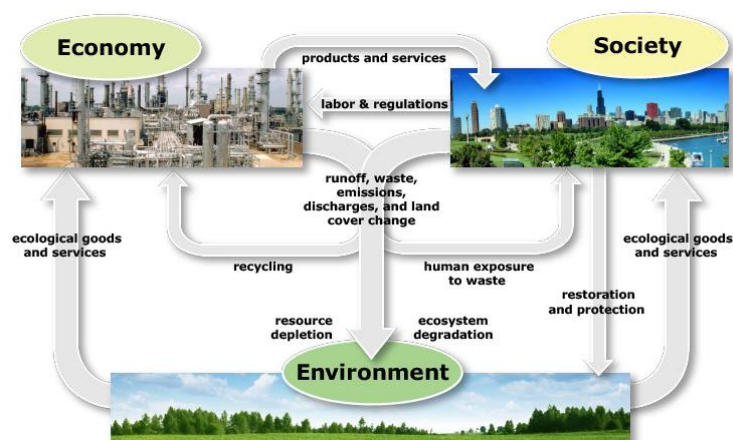 Economy
Society
products and services
labor & regulations
runoff, waste,
emissions,
discharges, and land
cover change
ecological goods
and services
recycling
human exposure
to waste
ecological goods
and services
restoration
and protection
resource
depletion
ecosystem
degradation
Environment